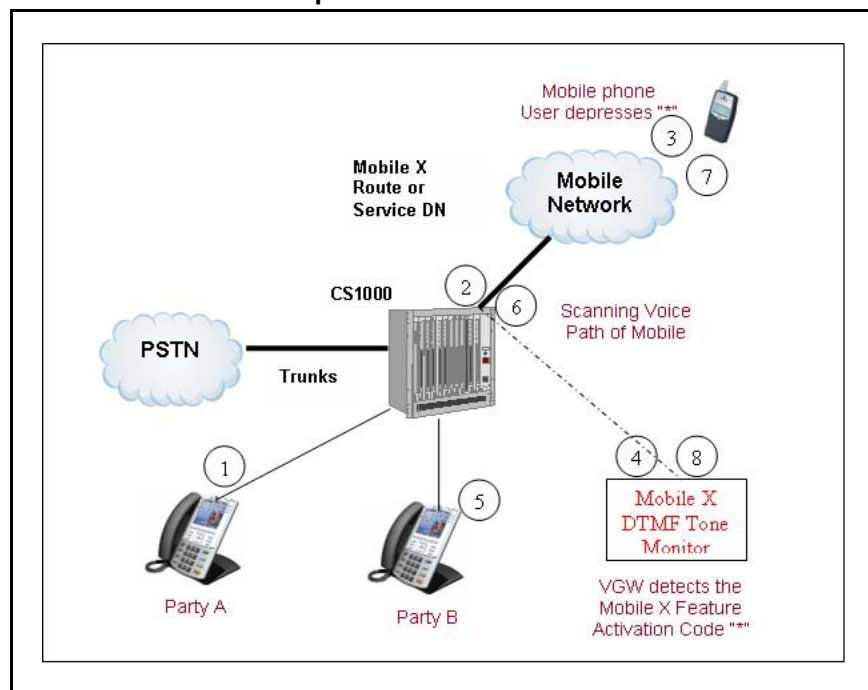 Mobile phone
User depresses "*"
3
7
Mobile X
Route or
Service DN
Mobile
Network
CS1000
2
6
Scanning Voice
Path of Mobile
PSTN
Trunks
1
5
4
8
Mobile X
DTMF Tone
Monitor
Party A
Party B
VGW detects the
Mobile X Feature
Activation Code "*"